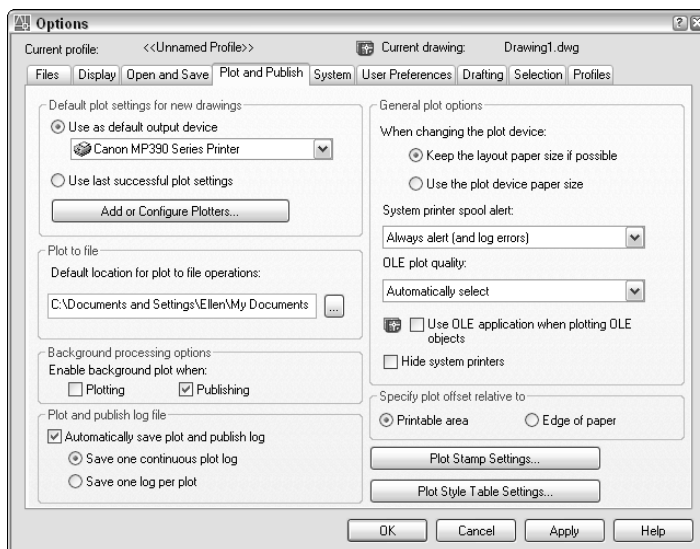 Options
Current profile: <<Unnamed Profile>> Current drawing: Drawing1.dwg
Files Display Open and Save Plot and Publish System User Preferences Drafting Selection Profiles
Default plot settings for new drawings
Use as default output device
Canon MP390 Series Printer
Use last successful plot settings
Add or Configure Plotters...
Plot to file
Default location for plot to file operations:
C:\Documents and Settings\Ellen\My Documents ...
Background processing options
Enable background plot when:
Plotting Publishing
Plot and publish log file
Automatically save plot and publish log
Save one continuous plot log
Save one log per plot
General plot options
When changing the plot device:
Keep the layout paper size if possible
Use the plot device paper size
System printer spool alert:
Always alert (and log errors)
OLE plot quality:
Automatically select
Use OLE application when plotting OLE
objects
Hide system printers
Specify plot offset relative to
Printable area Edge of paper
Plot Stamp Settings...
Plot Style Table Settings...
OK Cancel Apply Help